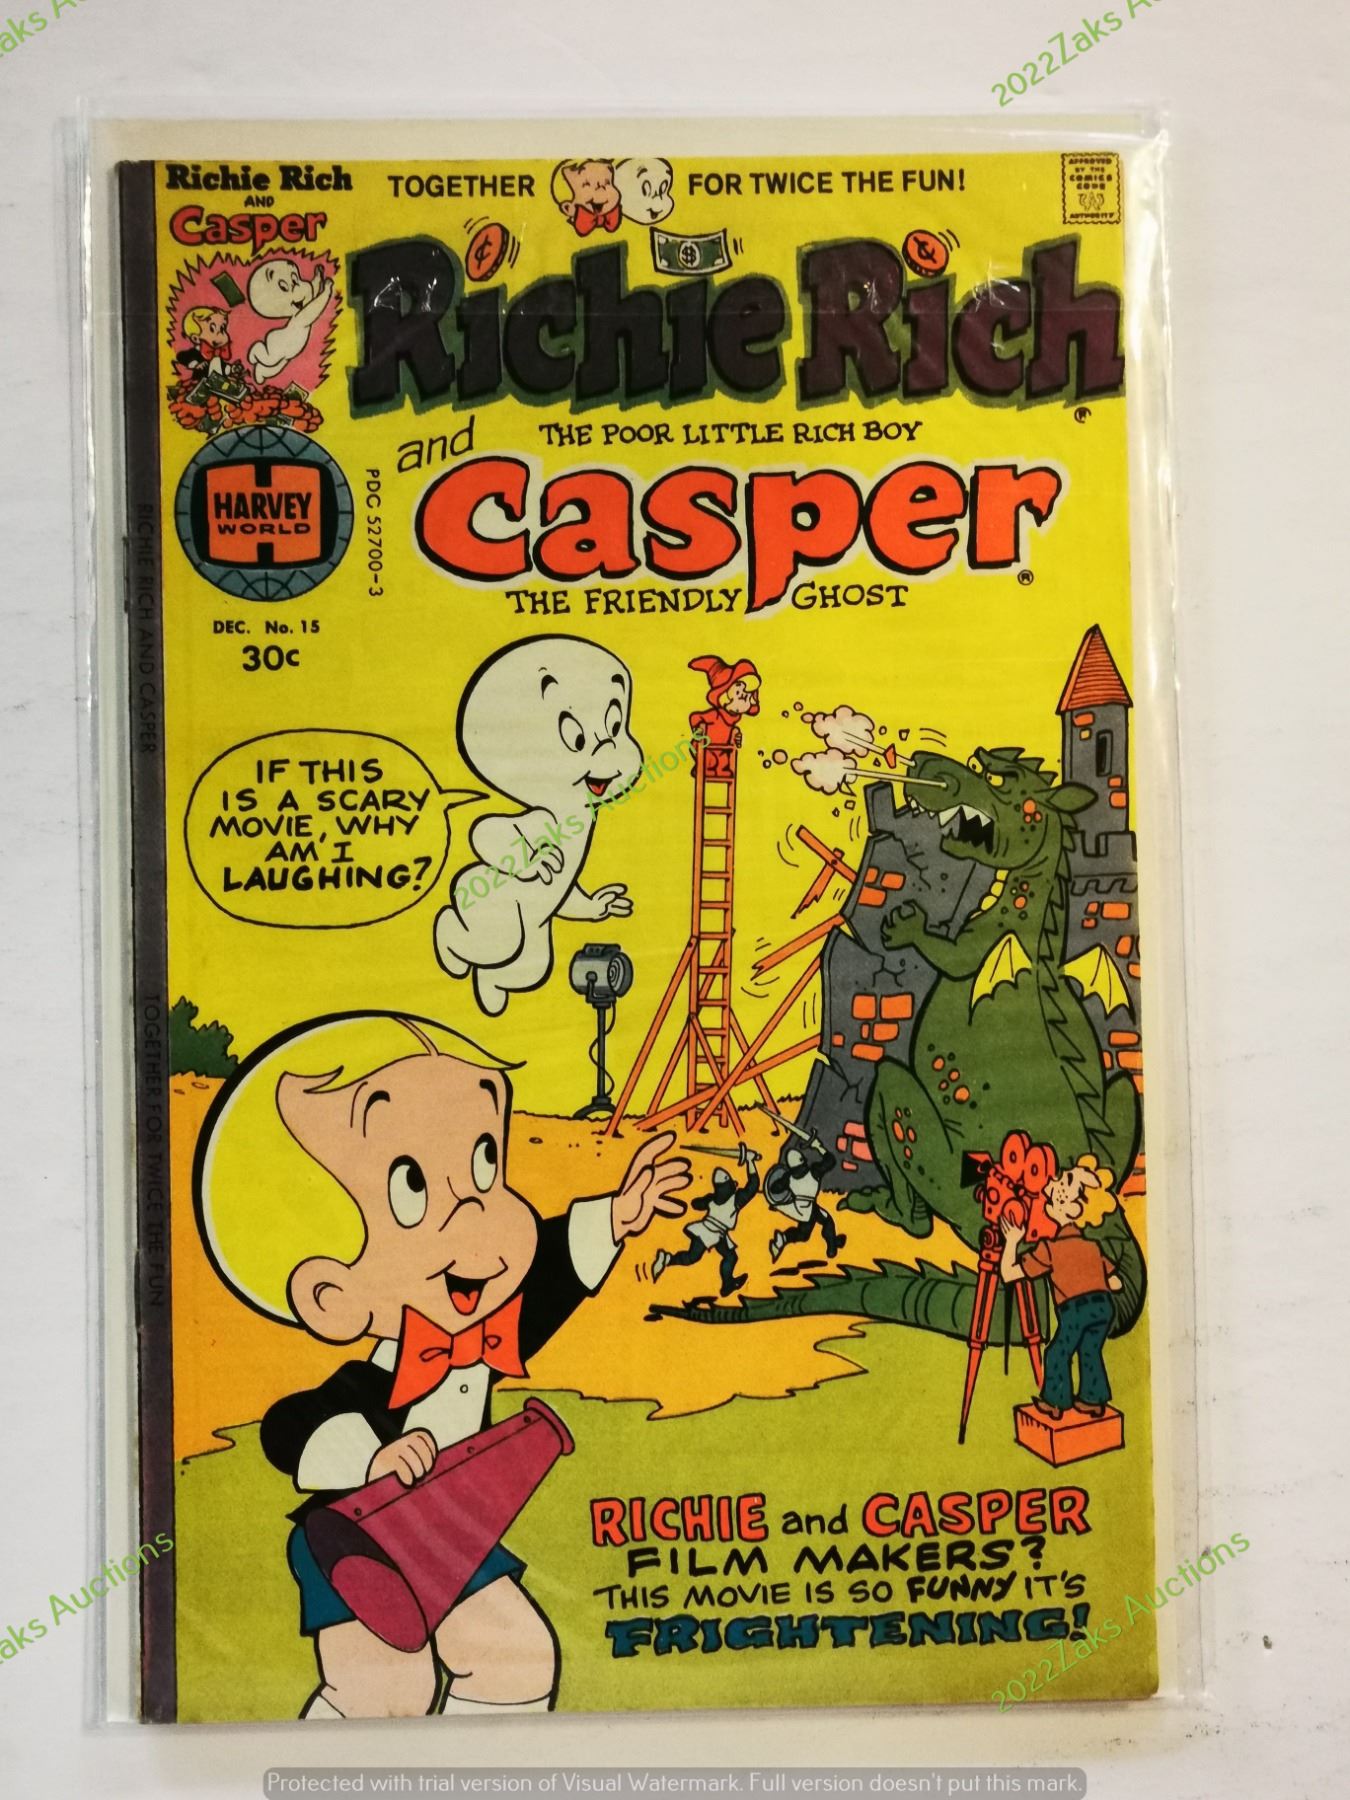 2022Zaks A
aks A
Richie Rich
AND
Casper
TOGETHER
FOR TWICE THE FUN!
APPROVED
BY THE
COMICS
CODE
CA
AUTHORITY
Richie Rich
®
and
THE POOR LITTLE RICH BOY
Casper
®
THE FRIENDLY GHOST
HARVEY
WORLD
H
PDC 52700-3
DEC. No. 15
30¢
RICHIE RICH AND CASPER
TOGETHER FOR TWICE THE FUN
IF THIS
IS A SCARY
MOVIE, WHY
AM I
LAUGHING?
2022Zaks Auctions
RICHIE and CASPER
FILM MAKERS?
THIS MOVIE IS SO FUNNY IT'S
FRIGHTENING!
aks Auctions
2022Zaks Auctions
Protected with trial version of Visual Watermark. Full version doesn't put this mark.